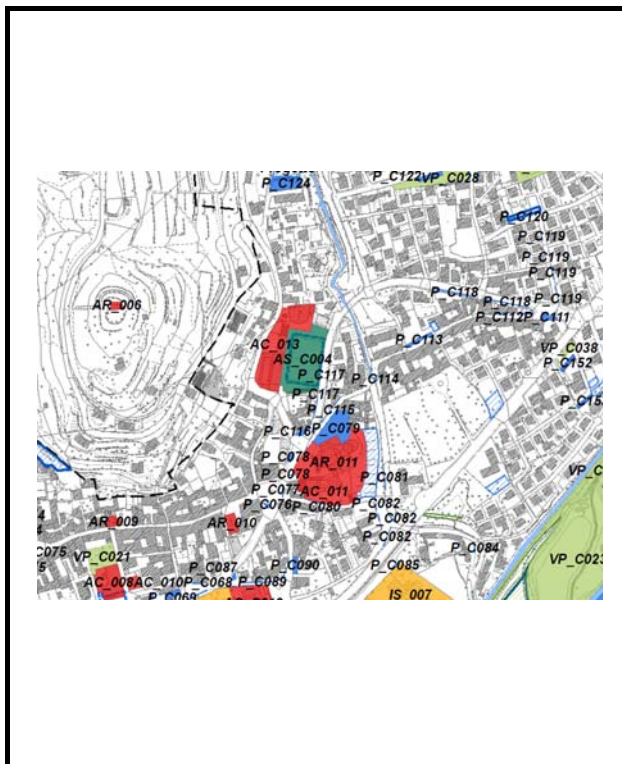 P_C124
P_C122
VP_C028
P_C120
P_C119
P_C119
P_C119
P_C118
P_C118
P_C119
P_C112
P_C111
AR_006
AC_013
AS_C004
P_C117
P_C117
P_C113
P_C114
VP_C038
P_C152
P_C115
P_C116
P_C079
P_C078
P_C078
AR_011
P_C081
P_C077
AC_011
P_C076
P_C080
P_C082
P_C082
P_C082
AR_009
AR_010
VP_C021
P_C087
P_C090
P_C084
P_C085
VP_C023
AC_008
AC_010
P_C068
P_C089
P_C069
IS_007